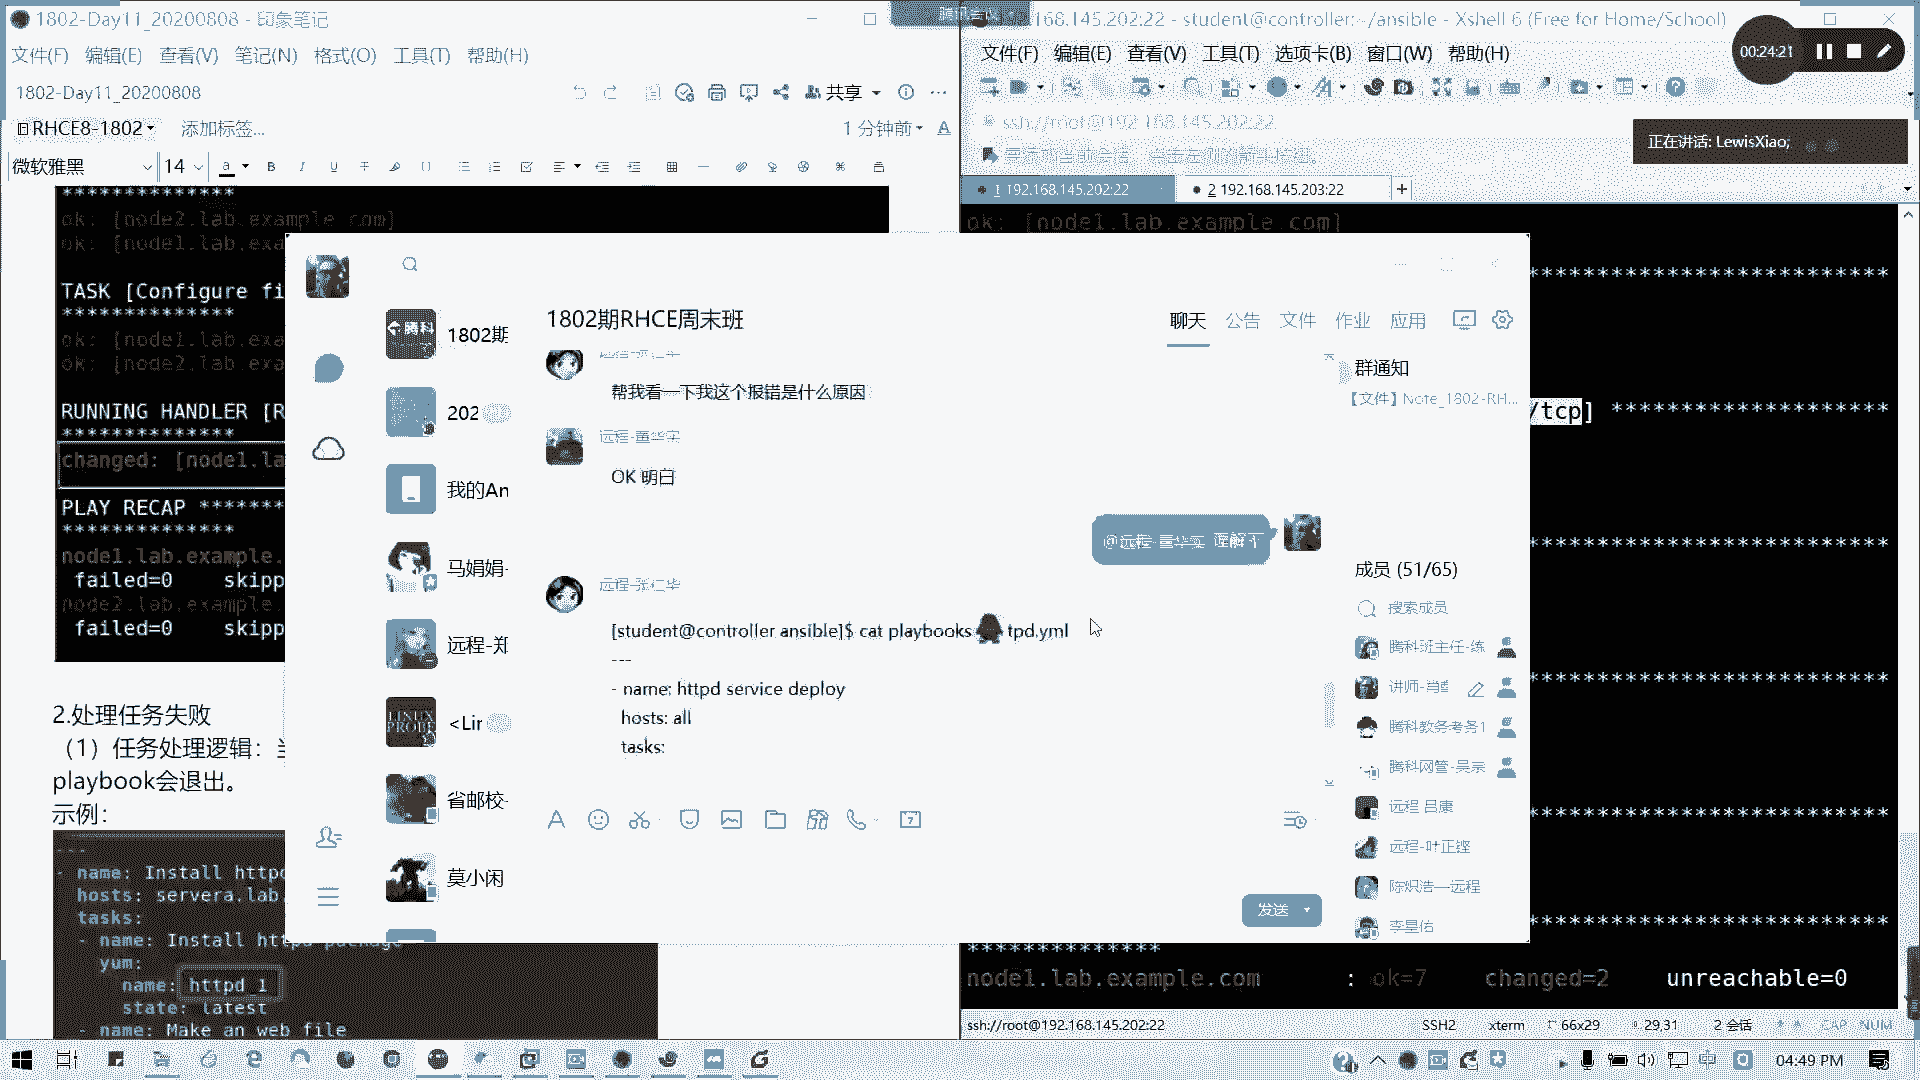 1802-Day11_20200808 - 印象笔记
文件(F) 编辑(E) 查看(V) 笔记(N) 格式(O) 工具(T) 帮助(H)
1802-Day11_20200808
共享
RHCE8-1802 添加标签...
1 分钟前
微软雅黑 14
**************
ok: [node2.lab.example.com]
ok: [node1.lab.exa
TASK [Configure fi
**************
ok: [node1.lab.exa
ok: [node2.lab.exa
RUNNING HANDLER [R
**************
changed: [node1.la
PLAY RECAP *******
**************
node1.lab.example.
failed=0 skipp
node2.lab.example.
failed=0 skipp
2.处理任务失败
（1）任务处理逻辑：
playbook会退出。
示例：
---
- name: Install httpd
hosts: servera.lab.
tasks:
- name: Install httpd package
yum:
name: httpd_1
state: latest
- name: Make an web file
1802期
202
我的An
马娟娟-
远程-郑
<Lin
省邮校-
莫小闲
1802期RHCE周末班
聊天 公告 文件 作业 应用
帮我看一下我这个报错是什么原因
远程-董华实
OK 明白
@远程-董华实 理解下
远程-张仁华
[student@controller ansible]$ cat playbooks tpd.yml
---
- name: httpd service deploy
hosts: all
tasks:
发送
群通知
【文件】Note_1802-RH...
成员 (51/65)
搜索成员
腾科班主任-练
讲师-肖
腾科教务考务1
腾科网管-吴
远程 吕康
远程-叶正铿
陈炽浩—远程
李星佑
168.145.202:22 - student@controller:~/ansible - Xshell 6 (Free for Home/School)
文件(F) 编辑(E) 查看(V) 工具(T) 选项卡(B) 窗口(W) 帮助(H)
00:24:21
ssh://root@192.168.145.202:22
正在讲话: LewisXiao;
1 192.168.145.202:22
2 192.168.145.203:22
+
ok: [node1.lab.example.com]
/tcp]
node1.lab.example.com : ok=7 changed=2 unreachable=0
ssh://root@192.168.145.202:22 SSH2 xterm 66x29 29,31 2 会话 CAP NUM
中 04:49 PM